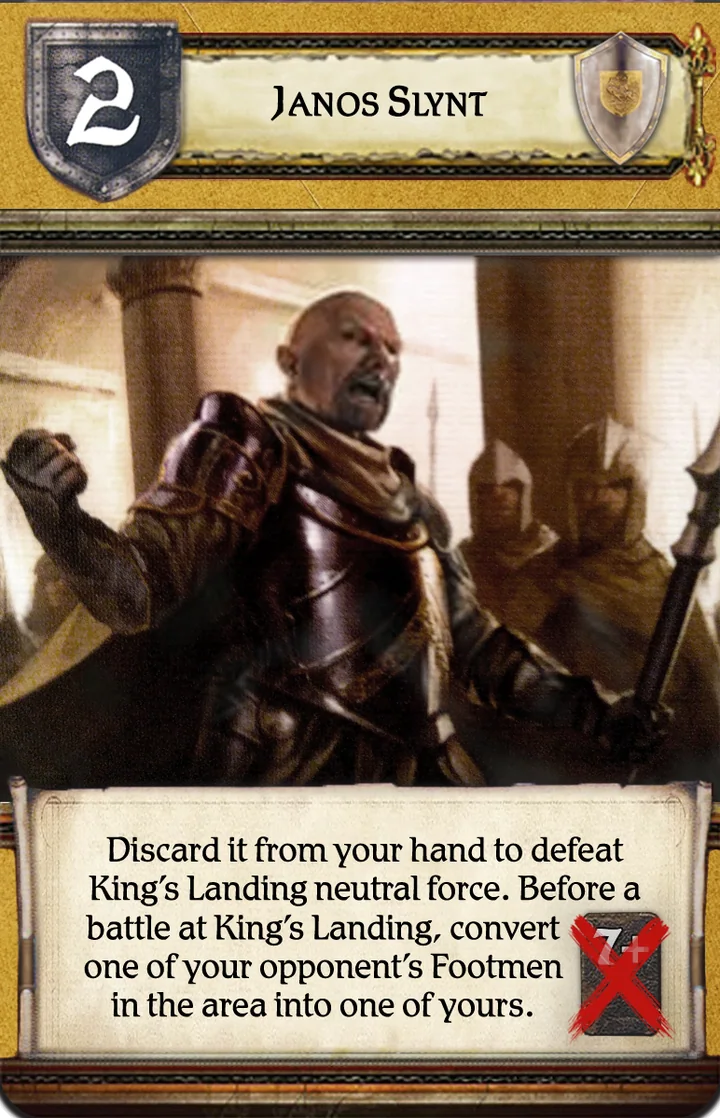 2
Janos Slynt
Discard it from your hand to defeat
King's Landing neutral force. Before a
battle at King's Landing, convert
one of your opponent's Footmen
in the area into one of yours.
7+